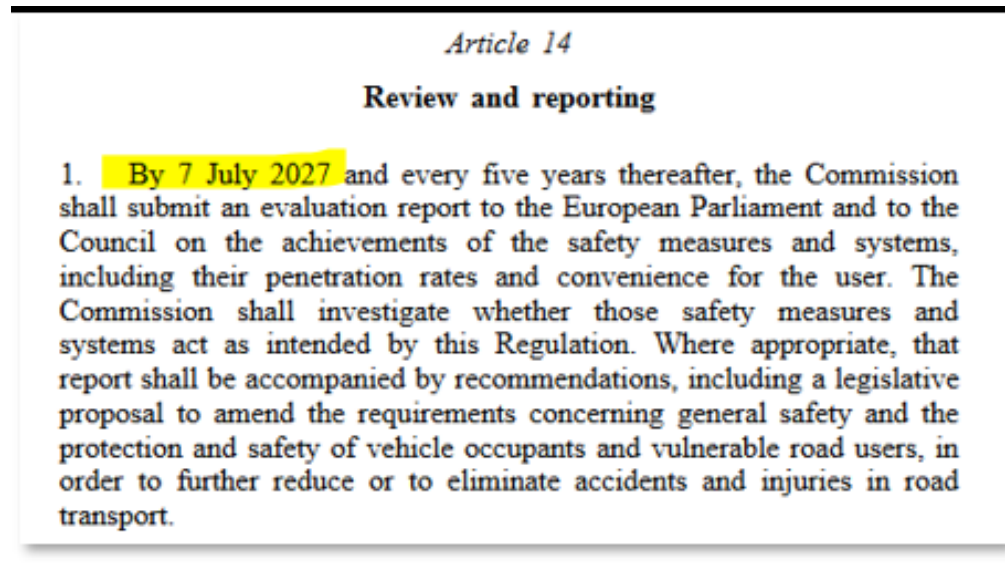 Article 14
Review and reporting
1. By 7 July 2027 and every five years thereafter, the Commission
shall submit an evaluation report to the European Parliament and to the
Council on the achievements of the safety measures and systems,
including their penetration rates and convenience for the user. The
Commission shall investigate whether those safety measures and
systems act as intended by this Regulation. Where appropriate, that
report shall be accompanied by recommendations, including a legislative
proposal to amend the requirements concerning general safety and the
protection and safety of vehicle occupants and vulnerable road users, in
order to further reduce or to eliminate accidents and injuries in road
transport.